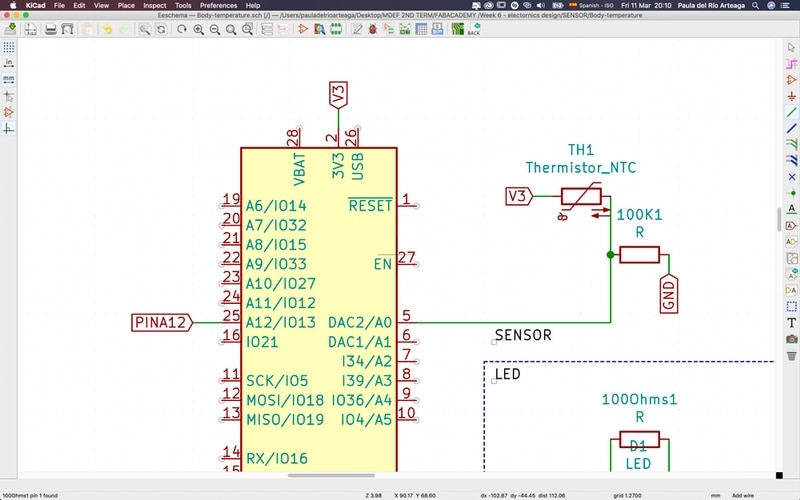 KiCad File Edit View Place Inspect Tools Preferences Help Spanish - ISO Fri 11 Mar 20:10 Paula del Río Arteaga
Eeschema — Body-temperature.sch [/] — /Users/pauladelrioarteaga/Desktop/MDEF 2ND TERM/FABACADEMY /Week 6 - electornics design/SENSOR/Body-temperature
BACK
in
mm
V3
28 2 26
VBAT 3V3 USB
TH1
Thermistor_NTC
V3
100K1
R
GND
19 A6/IO14 RESET 1
20 A7/IO32
21 A8/IO15
22 A9/IO33 EN 27
23 A10/IO27
24 A11/IO12
PINA12 25 A12/IO13 DAC2/A0 5
16 IO21 DAC1/A1 6
I34/A2 7
11 SCK/IO5 I39/A3 8
12 MOSI/IO18 IO36/A4 9
13 MISO/IO19 IO4/A5 10
14 RX/IO16
15
SENSOR
LED
100Ohms1
R
D1
LED
A
T
100Ohms1 pin 1 found Z 3.98 X 90.17 Y 68.60 dx -102.87 dy -44.45 dist 112.06 grid 1.2700 mm Add wire